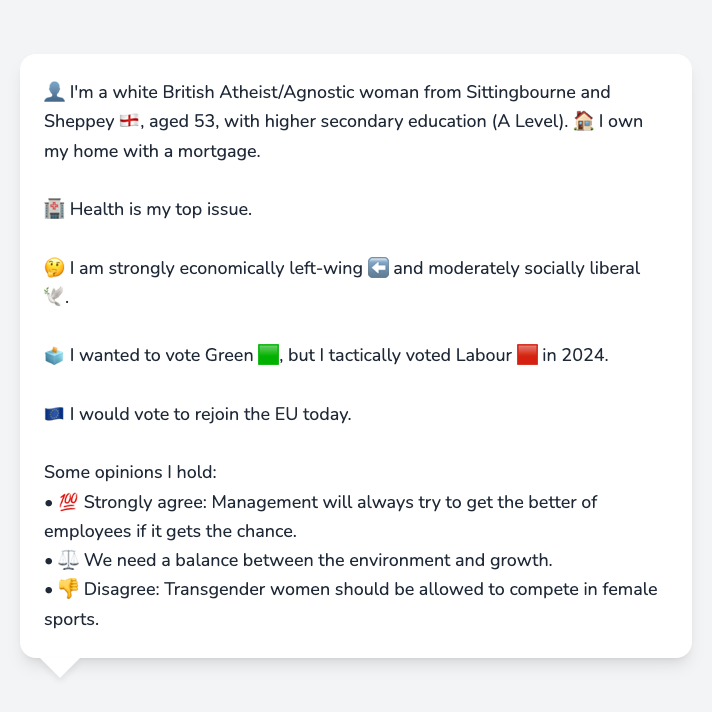 👤 I'm a white British Atheist/Agnostic woman from Sittingbourne and
Sheppey 🏴󠁧󠁢󠁥󠁮󠁧󠁿, aged 53, with higher secondary education (A Level). 🏠 I own
my home with a mortgage.
🏥 Health is my top issue.
🤔 I am strongly economically left-wing ⬅️ and moderately socially liberal
🕊️.
🗳️ I wanted to vote Green 🟩, but I tactically voted Labour 🟥 in 2024.
🇪🇺 I would vote to rejoin the EU today.
Some opinions I hold:
• 💯 Strongly agree: Management will always try to get the better of
employees if it gets the chance.
• ⚖️ We need a balance between the environment and growth.
• 👎 Disagree: Transgender women should be allowed to compete in female
sports.